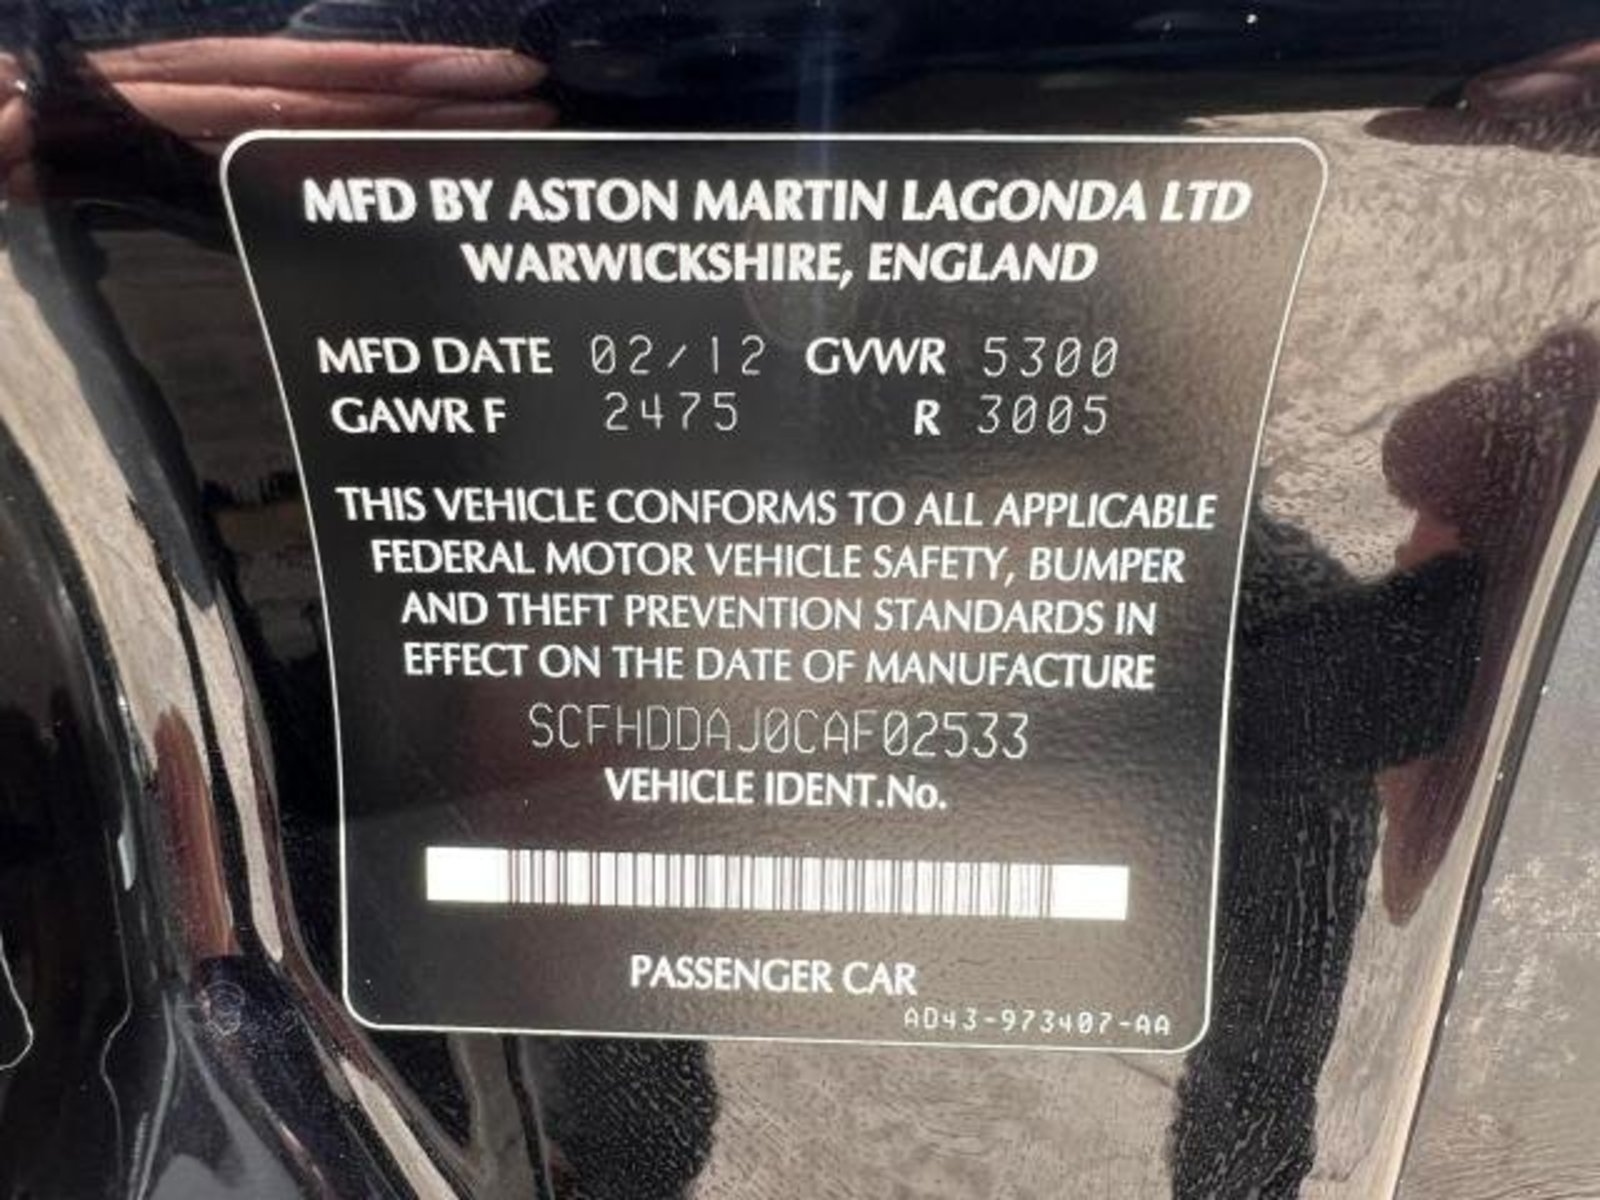 MFD BY ASTON MARTIN LAGONDA LTD
WARWICKSHIRE, ENGLAND
MFD DATE 02/12 GVWR 5300
GAWR F 2475 R 3005
THIS VEHICLE CONFORMS TO ALL APPLICABLE
FEDERAL MOTOR VEHICLE SAFETY, BUMPER
AND THEFT PREVENTION STANDARDS IN
EFFECT ON THE DATE OF MANUFACTURE
SCFHDDAJ0CAF02533
VEHICLE IDENT.No.
PASSENGER CAR
AD43-973407-AA